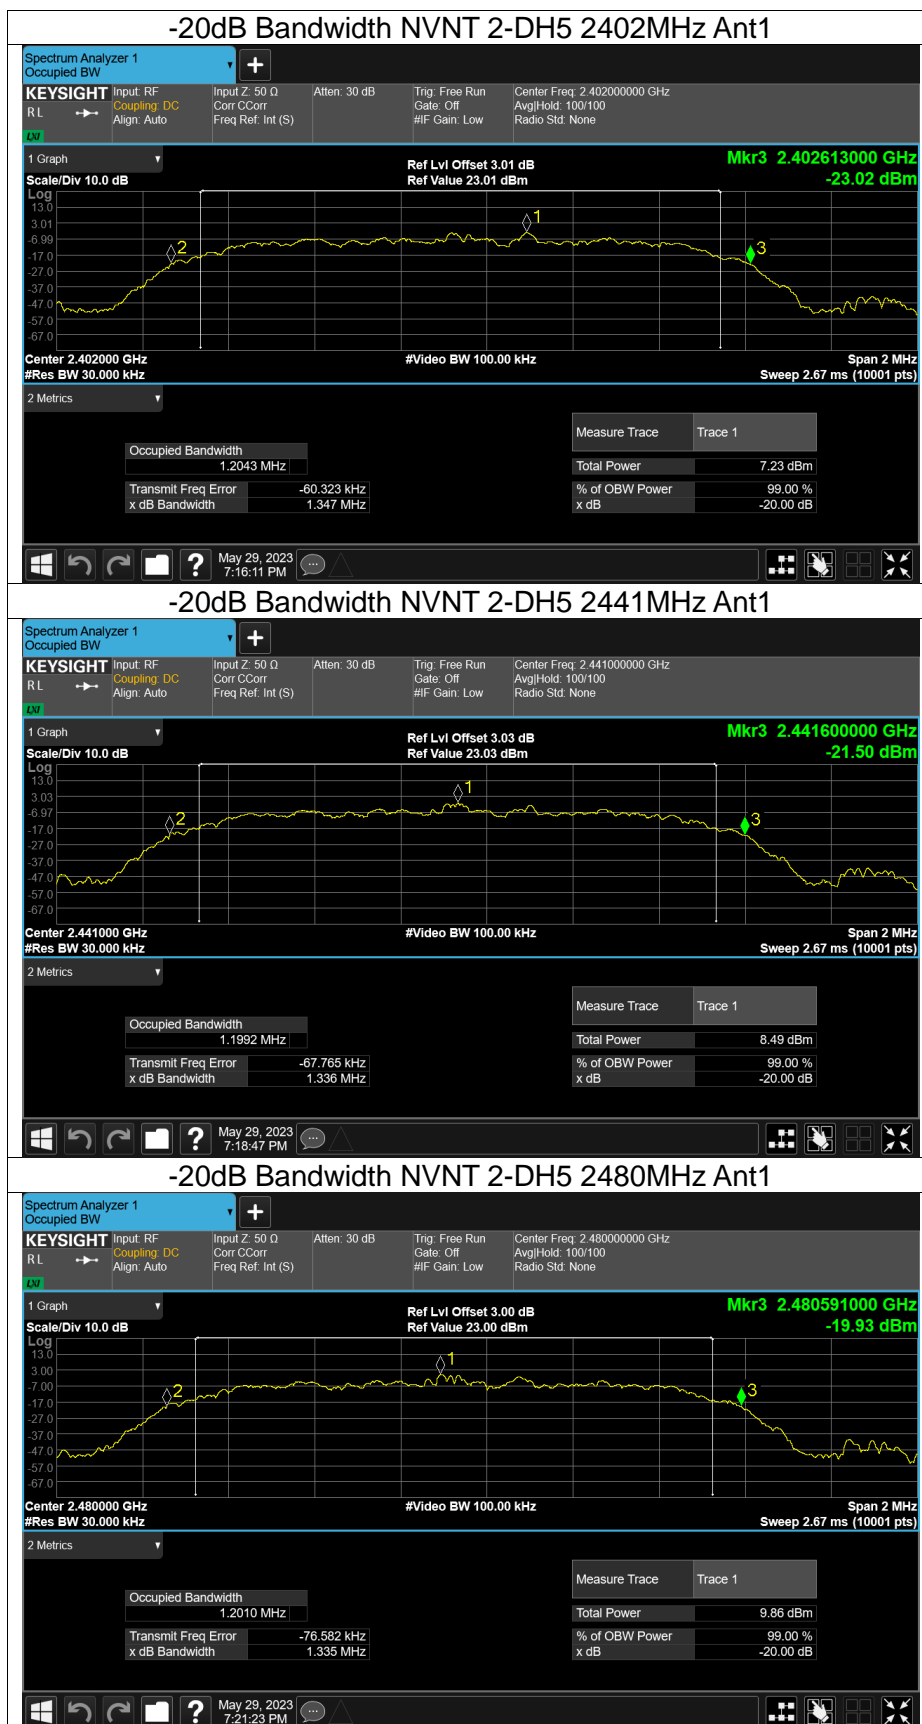 -20dB Bandwidth NVNT 2-DH5 2402MHz Ant1
Spectrum Analyzer 1
Occupied BW
KEYSIGHT
R L
LXI
Input: RF
Coupling: DC
Align: Auto
Input Z: 50 Ω
Corr CCorr
Freq Ref: Int (S)
Atten: 30 dB
Trig: Free Run
Gate: Off
#IF Gain: Low
Center Freq: 2.402000000 GHz
Avg|Hold: 100/100
Radio Std: None
1 Graph
Scale/Div 10.0 dB
Ref Lvl Offset 3.01 dB
Ref Value 23.01 dBm
Mkr3 2.402613000 GHz
-23.02 dBm
Log
13.0
3.01
-6.99
-17.0
-27.0
-37.0
-47.0
-57.0
-67.0
1
2
3
Center 2.402000 GHz
#Video BW 100.00 kHz
Span 2 MHz
#Res BW 30.000 kHz
Sweep 2.67 ms (10001 pts)
2 Metrics
Measure Trace Trace 1
Occupied Bandwidth
1.2043 MHz
Total Power 7.23 dBm
Transmit Freq Error -60.323 kHz
% of OBW Power 99.00 %
x dB Bandwidth 1.347 MHz
x dB -20.00 dB
?
May 29, 2023
7:16:11 PM
-20dB Bandwidth NVNT 2-DH5 2441MHz Ant1
Spectrum Analyzer 1
Occupied BW
KEYSIGHT
R L
LXI
Input: RF
Coupling: DC
Align: Auto
Input Z: 50 Ω
Corr CCorr
Freq Ref: Int (S)
Atten: 30 dB
Trig: Free Run
Gate: Off
#IF Gain: Low
Center Freq: 2.441000000 GHz
Avg|Hold: 100/100
Radio Std: None
1 Graph
Scale/Div 10.0 dB
Ref Lvl Offset 3.03 dB
Ref Value 23.03 dBm
Mkr3 2.441600000 GHz
-21.50 dBm
Log
13.0
3.03
-6.97
-17.0
-27.0
-37.0
-47.0
-57.0
-67.0
1
2
3
Center 2.441000 GHz
#Video BW 100.00 kHz
Span 2 MHz
#Res BW 30.000 kHz
Sweep 2.67 ms (10001 pts)
2 Metrics
Measure Trace Trace 1
Occupied Bandwidth
1.1992 MHz
Total Power 8.49 dBm
Transmit Freq Error -67.765 kHz
% of OBW Power 99.00 %
x dB Bandwidth 1.336 MHz
x dB -20.00 dB
?
May 29, 2023
7:18:47 PM
-20dB Bandwidth NVNT 2-DH5 2480MHz Ant1
Spectrum Analyzer 1
Occupied BW
KEYSIGHT
R L
LXI
Input: RF
Coupling: DC
Align: Auto
Input Z: 50 Ω
Corr CCorr
Freq Ref: Int (S)
Atten: 30 dB
Trig: Free Run
Gate: Off
#IF Gain: Low
Center Freq: 2.480000000 GHz
Avg|Hold: 100/100
Radio Std: None
1 Graph
Scale/Div 10.0 dB
Ref Lvl Offset 3.00 dB
Ref Value 23.00 dBm
Mkr3 2.480591000 GHz
-19.93 dBm
Log
13.0
3.00
-7.00
-17.0
-27.0
-37.0
-47.0
-57.0
-67.0
1
2
3
Center 2.480000 GHz
#Video BW 100.00 kHz
Span 2 MHz
#Res BW 30.000 kHz
Sweep 2.67 ms (10001 pts)
2 Metrics
Measure Trace Trace 1
Occupied Bandwidth
1.2010 MHz
Total Power 9.86 dBm
Transmit Freq Error -76.582 kHz
% of OBW Power 99.00 %
x dB Bandwidth 1.335 MHz
x dB -20.00 dB
?
May 29, 2023
7:21:23 PM